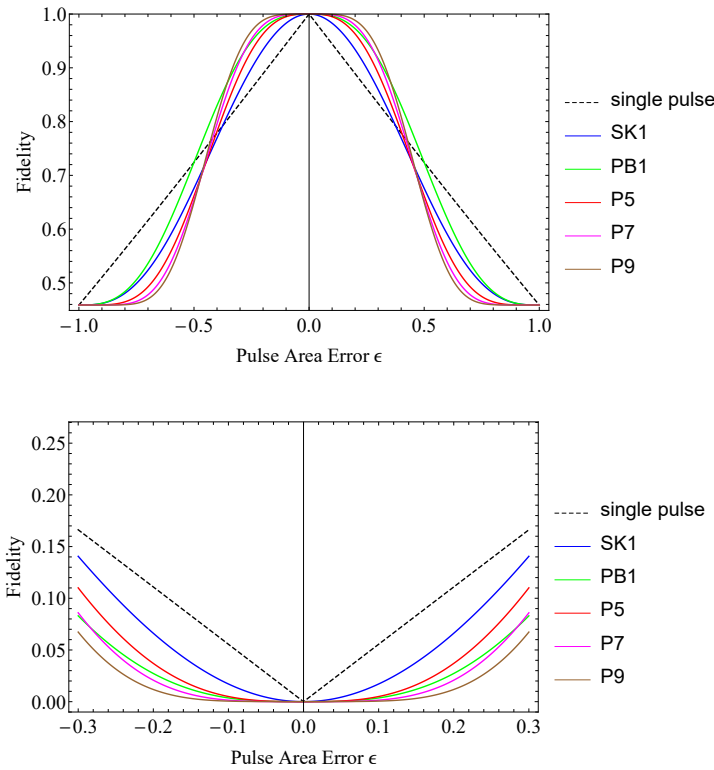 1.0
0.9
0.8
0.7
0.6
0.5
Fidelity
−1.0 −0.5 0.0 0.5 1.0
Pulse Area Error ϵ
single pulse
SK1
PB1
P5
P7
P9
0.25
0.20
0.15
0.10
0.05
0.00
Fidelity
−0.3 −0.2 −0.1 0.0 0.1 0.2 0.3
Pulse Area Error ϵ
single pulse
SK1
PB1
P5
P7
P9